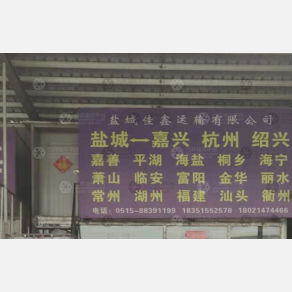 盐城佳鑫运输有限公司
盐城←嘉兴 杭州 绍兴
嘉善 平湖 海盐 桐乡 海宁
萧山 临安 富阳 金华 丽水
常州 湖州 福建 汕头 衢州
电话：0515-88391199 18351552578 18021474466